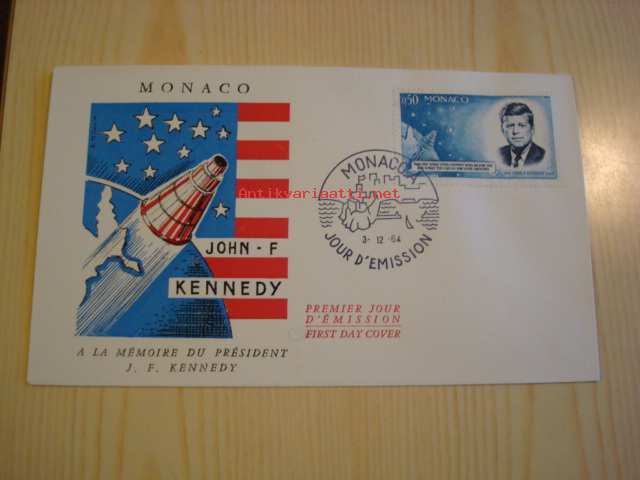 MONACO
JOHN-F
KENNEDY
A LA MÉMOIRE DU PRÉSIDENT
J. F. KENNEDY
PREMIER JOUR
D'ÉMISSION
FIRST DAY COVER
MONACO
3-12-64
JOUR D'EMISSION
0,50 MONACO
Antikvariaatti.net